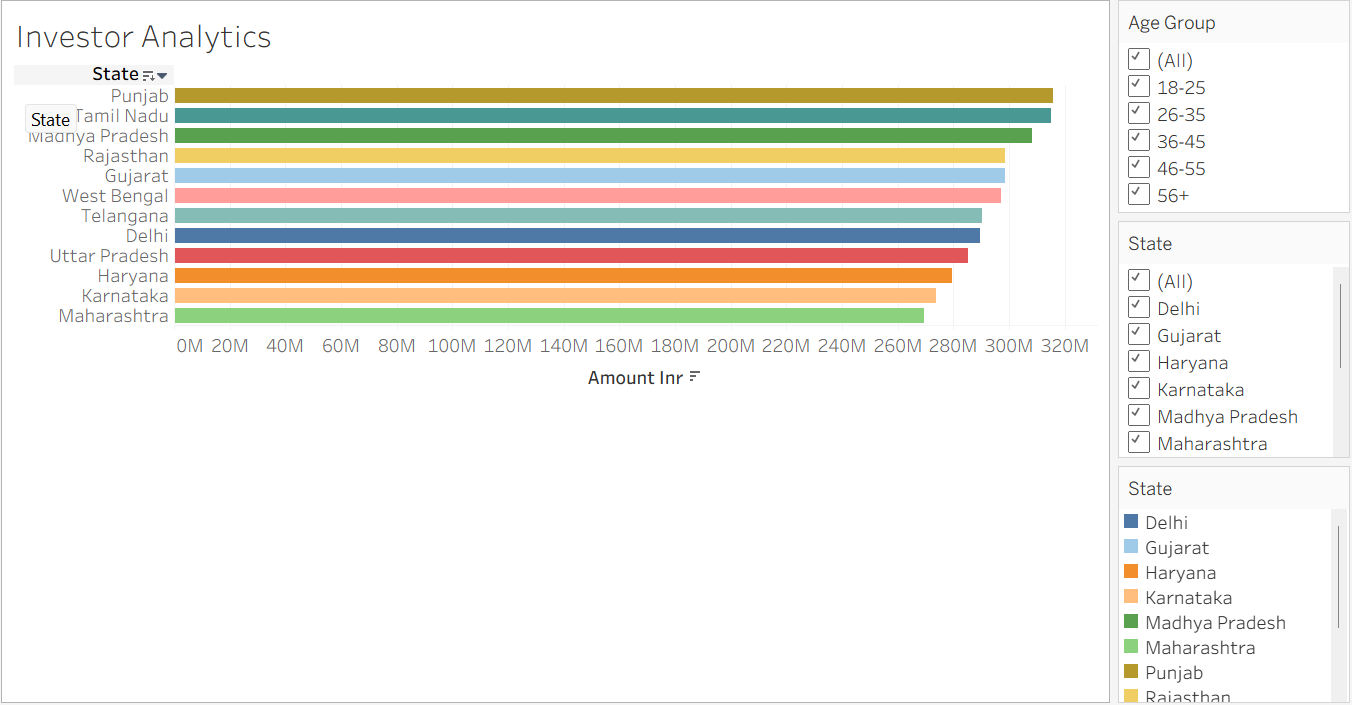 Investor Analytics
State
Punjab
Tamil Nadu
State
Madhya Pradesh
Rajasthan
Gujarat
West Bengal
Telangana
Delhi
Uttar Pradesh
Haryana
Karnataka
Maharashtra
0M 20M 40M 60M 80M 100M 120M 140M 160M 180M 200M 220M 240M 260M 280M 300M 320M
Amount Inr
Age Group
(All)
18-25
26-35
36-45
46-55
56+
State
(All)
Delhi
Gujarat
Haryana
Karnataka
Madhya Pradesh
Maharashtra
State
Delhi
Gujarat
Haryana
Karnataka
Madhya Pradesh
Maharashtra
Punjab
Rajasthan